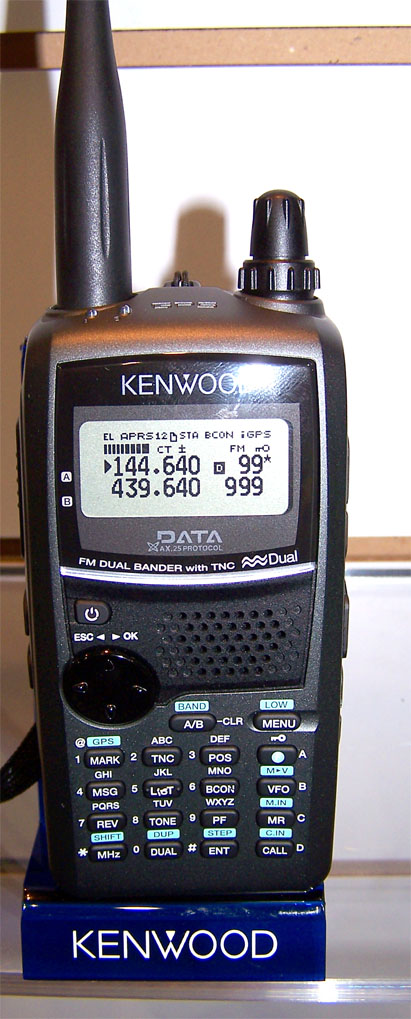 KENWOOD
EL APRS12 STA BCON iGPS
CT ± FM
A 144.640 D 99*
B 439.640 999
DATA
AX.25 PROTOCOL
FM DUAL BANDER with TNC Dual
ESC OK
BAND LOW
A/B -CLR MENU
@ GPS ABC DEF
1 MARK 2 TNC 3 POS A
GHI JKL MNO M►V
4 MSG 5 LIST 6 BCON VFO B
PQRS TUV WXYZ M.IN
7 REV 8 TONE 9 PF MR C
SHIFT DUP STEP C.IN
* MHz 0 DUAL # ENT CALL D
KENWOOD